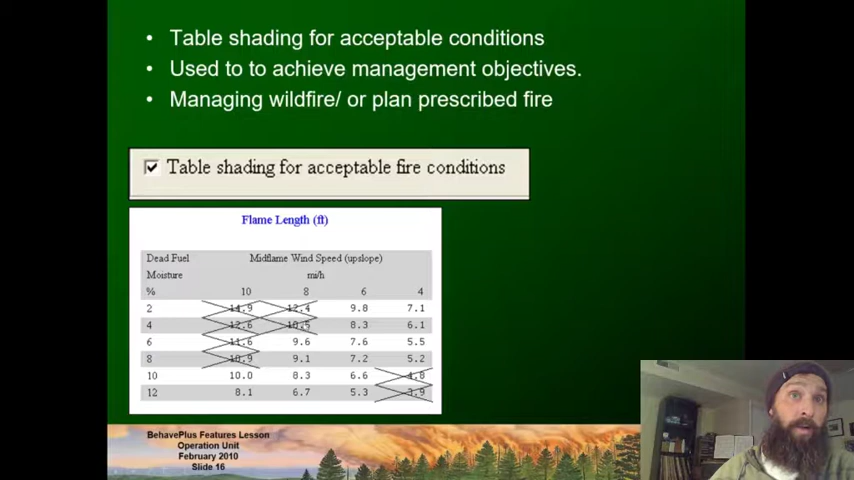 • Table shading for acceptable conditions
• Used to to achieve management objectives.
• Managing wildfire/ or plan prescribed fire
Table shading for acceptable fire conditions
Flame Length (ft)
Dead Fuel Midflame Wind Speed (upslope)
Moisture mi/h
% 10 8 6 4
2 14.9 12.4 9.8 7.1
4 12.6 10.5 8.3 6.1
6 11.6 9.6 7.6 5.5
8 10.9 9.1 7.2 5.2
10 10.0 8.3 6.6 4.8
12 8.1 6.7 5.3 3.9
BehavePlus Features Lesson
Operation Unit
February 2010
Slide 16